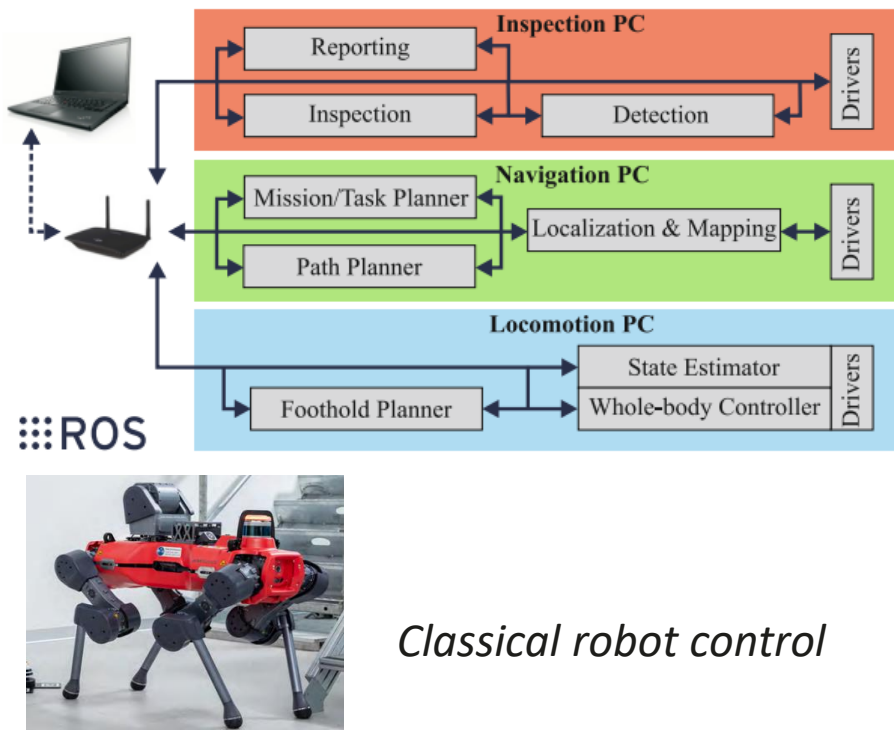 Inspection PC
Reporting
Inspection
Detection
Drivers
Navigation PC
Mission/Task Planner
Path Planner
Localization & Mapping
Drivers
Locomotion PC
State Estimator
Foothold Planner
Whole-body Controller
Drivers
ROS
Classical robot control